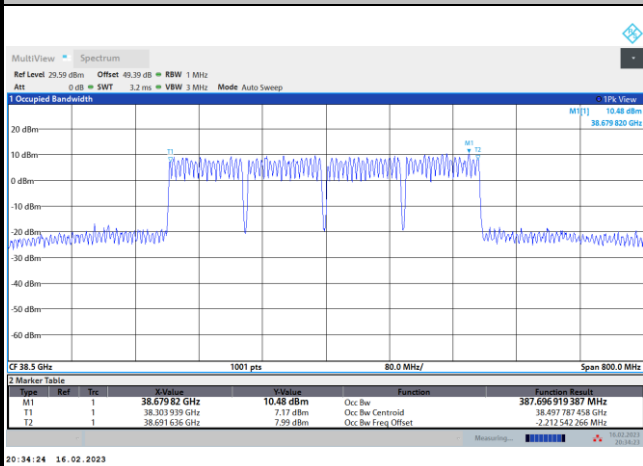 MultiView Spectrum
Ref Level 29.59 dBm Offset 49.39 dB RBW 1 MHz
Att 0 dB SWT 3.2 ms VBW 3 MHz Mode Auto Sweep
1 Occupied Bandwidth 1Pk View
M1[1] 10.48 dBm
38.679 820 GHz
20 dBm
M1
T1 T2
10 dBm
0 dBm
-10 dBm
-20 dBm
-30 dBm
-40 dBm
-50 dBm
-60 dBm
CF 38.5 GHz 1001 pts 80.0 MHz/ Span 800.0 MHz
2 Marker Table
Type Ref Trc X-Value Y-Value Function Function Result
M1 1 38.679 82 GHz 10.48 dBm Occ Bw 387.696 919 387 MHz
T1 1 38.303 939 GHz 7.17 dBm Occ Bw Centroid 38.497 787 458 GHz
T2 1 38.691 636 GHz 7.99 dBm Occ Bw Freq Offset -2.212 542 266 MHz
Measuring... 16.02.2023
20:34:23
20:34:24 16.02.2023